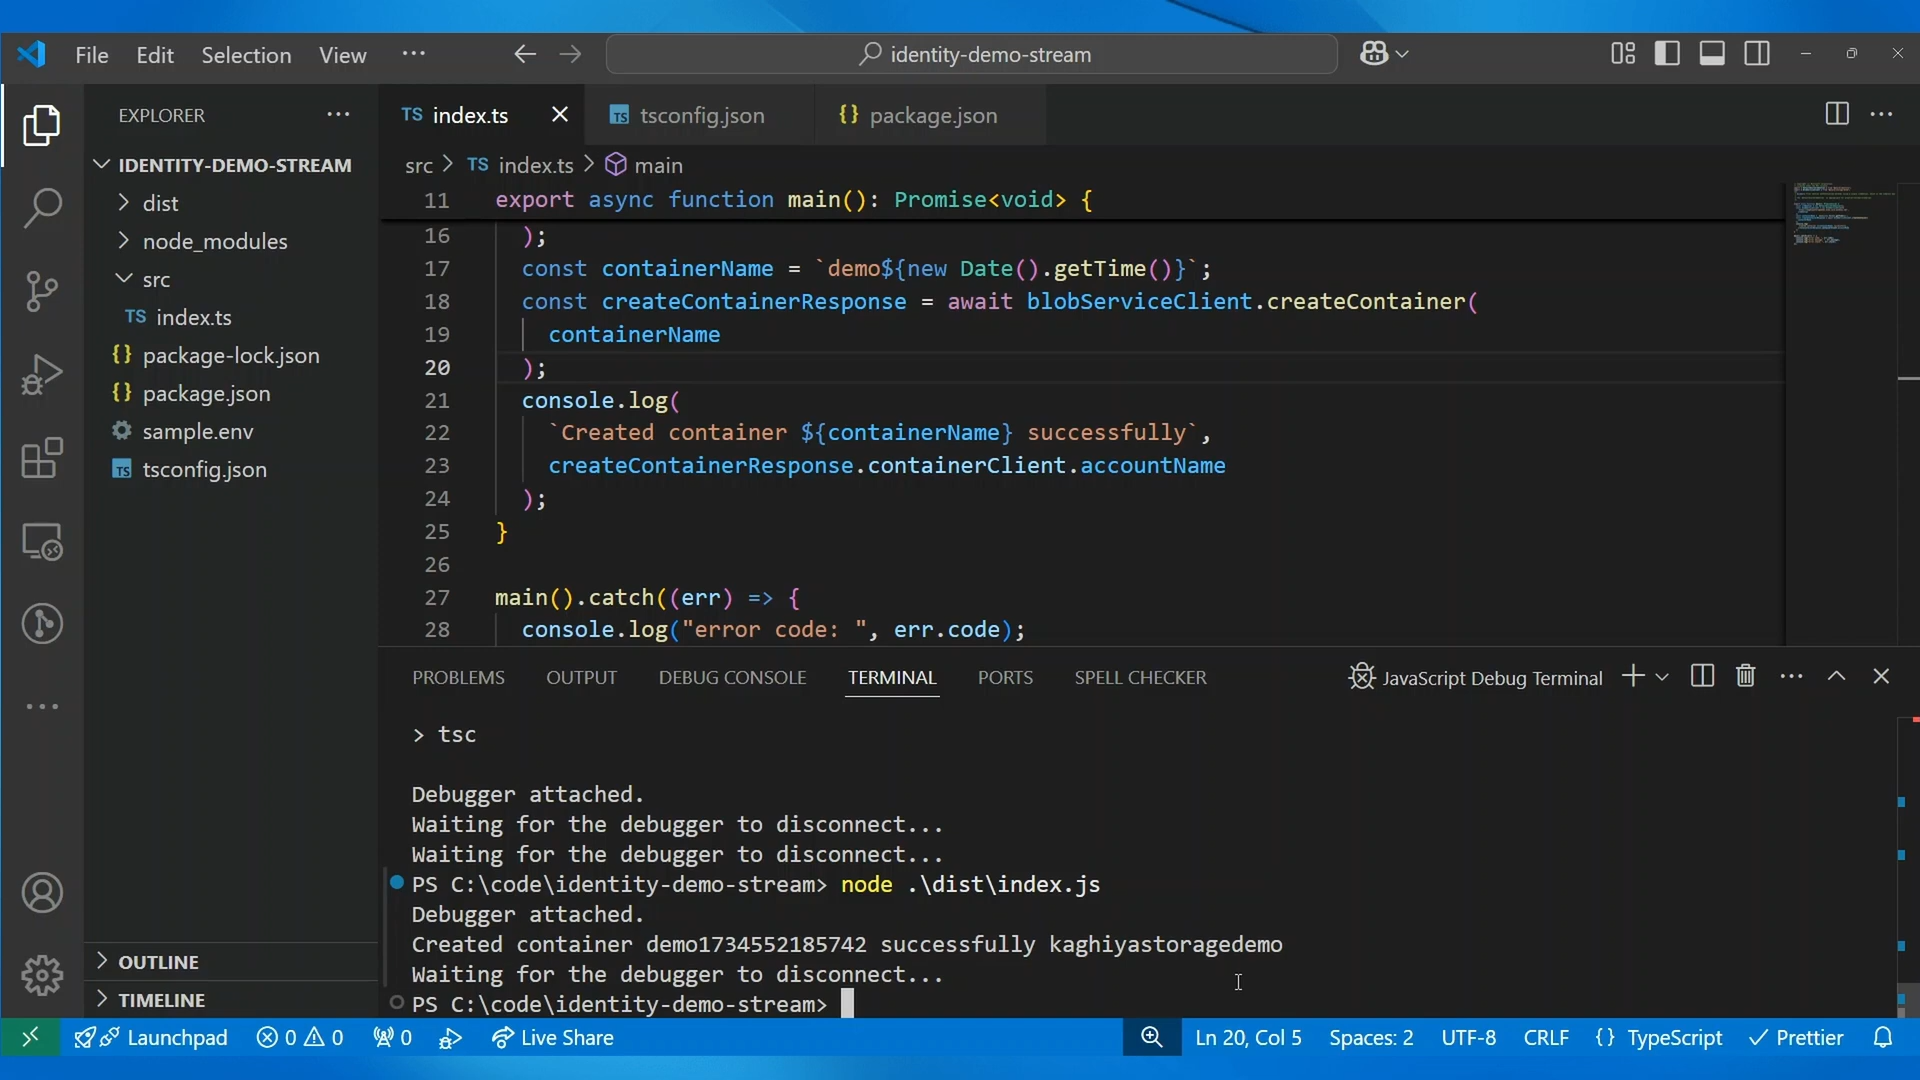 File Edit Selection View ··· identity-demo-stream
EXPLORER ···
IDENTITY-DEMO-STREAM
dist
node_modules
src
TS index.ts
{} package-lock.json
{} package.json
sample.env
TS tsconfig.json
OUTLINE
TIMELINE
TS index.ts TS tsconfig.json {} package.json
src > TS index.ts > main
11 export async function main(): Promise<void> {
16 );
17 const containerName = `demo${new Date().getTime()}`;
18 const createContainerResponse = await blobServiceClient.createContainer(
19 containerName
20 );
21 console.log(
22 `Created container ${containerName} successfully`,
23 createContainerResponse.containerClient.accountName
24 );
25 }
26
27 main().catch((err) => {
28 console.log("error code: ", err.code);
PROBLEMS OUTPUT DEBUG CONSOLE TERMINAL PORTS SPELL CHECKER JavaScript Debug Terminal
> tsc
Debugger attached.
Waiting for the debugger to disconnect...
Waiting for the debugger to disconnect...
PS C:\code\identity-demo-stream> node .\dist\index.js
Debugger attached.
Created container demo1734552185742 successfully kaghiyastoragedemo
Waiting for the debugger to disconnect...
PS C:\code\identity-demo-stream>
Launchpad 0 0 0 Live Share Ln 20, Col 5 Spaces: 2 UTF-8 CRLF {} TypeScript Prettier